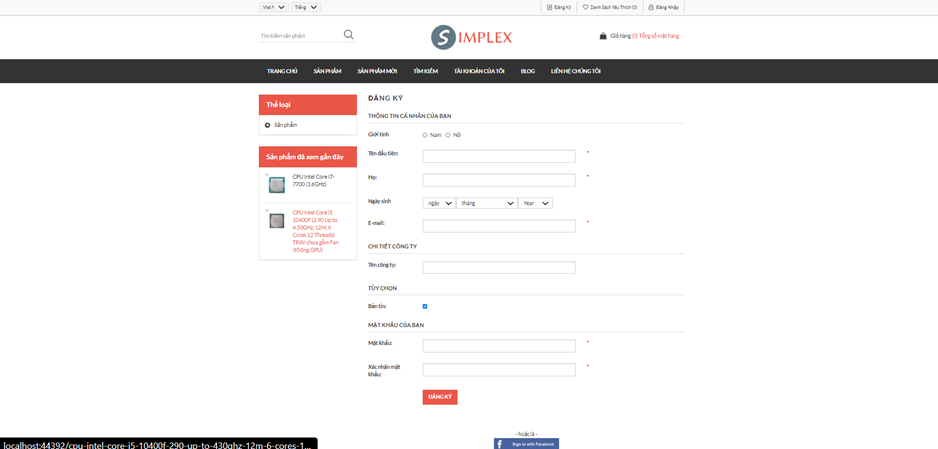 Việt N
Tiếng
Đăng Ký
Danh Sách Yêu Thích (0)
Đăng Nhập
Tìm kiếm sản phẩm
S IMPLEX
Giỏ hàng (0) Tổng số mặt hàng
TRANG CHỦ SẢN PHẨM SẢN PHẨM MỚI TÌM KIẾM TÀI KHOẢN CỦA TÔI BLOG LIÊN HỆ CHÚNG TÔI
Thể loại
Sản phẩm
Sản phẩm đã xem gần đây
CPU Intel Core I7-
7700 (3.6GHz)
CPU Intel Core i5
10400F (2.90 Up to
4.30GHz, 12M, 6
Cores 12 Threads)
TRAY chưa gồm Fan
(Không GPU)
ĐĂNG KÝ
THÔNG TIN CÁ NHÂN CỦA BẠN
Giới tính Nam Nữ
Tên đầu tiên: *
Họ: *
Ngày sinh ngày tháng Year
E-mail: *
CHI TIẾT CÔNG TY
Tên công ty:
TÙY CHỌN
Bản tin:
MẬT KHẨU CỦA BẠN
Mật khẩu: *
Xác nhận mật
khẩu: *
ĐĂNG KÝ
- hoặc là -
f Sign in with Facebook
localhost:44392/cpu-intel-core-i5-10400f-290-up-to-430ghz-12m-6-cores-1...